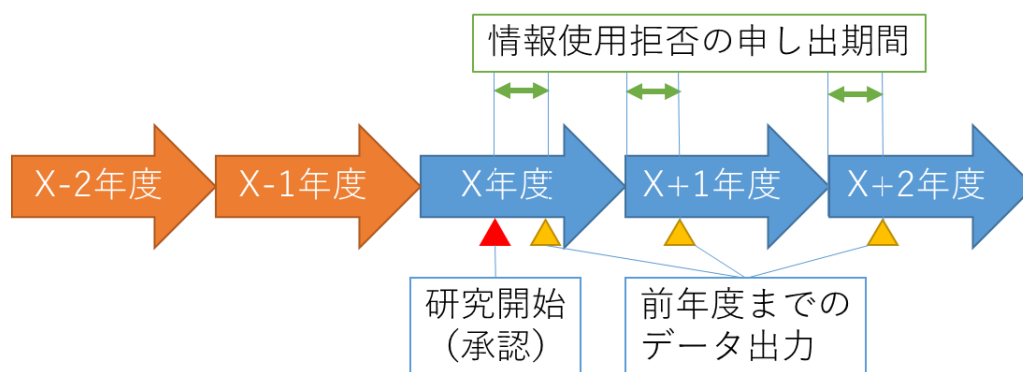 情報使用拒否の申し出期間
X-2年度
X-1年度
X年度
X+1年度
X+2年度
研究開始
（承認）
前年度までの
データ出力